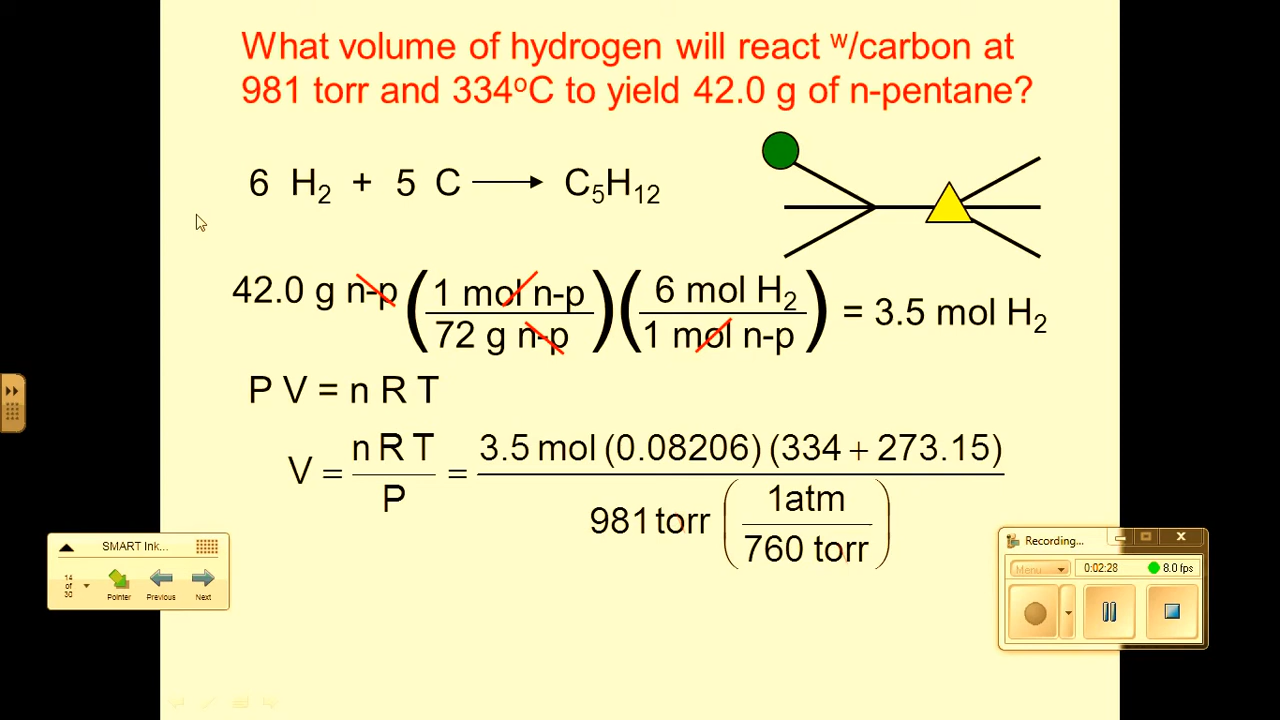 What volume of hydrogen will react w/carbon at
981 torr and 334°C to yield 42.0 g of n-pentane?
6 H₂ + 5 C ⟶ C₅H₁₂
42.0 g n-p (1 mol n-p / 72 g n-p) (6 mol H₂ / 1 mol n-p) = 3.5 mol H₂
P V = n R T
V = n R T / P = 3.5 mol (0.08206) (334 + 273.15) / 981 torr (1 atm / 760 torr)
SMART Ink...
14 of 30
Pointer Previous Next
Recording...
Menu 0:02:28 8.0 fps